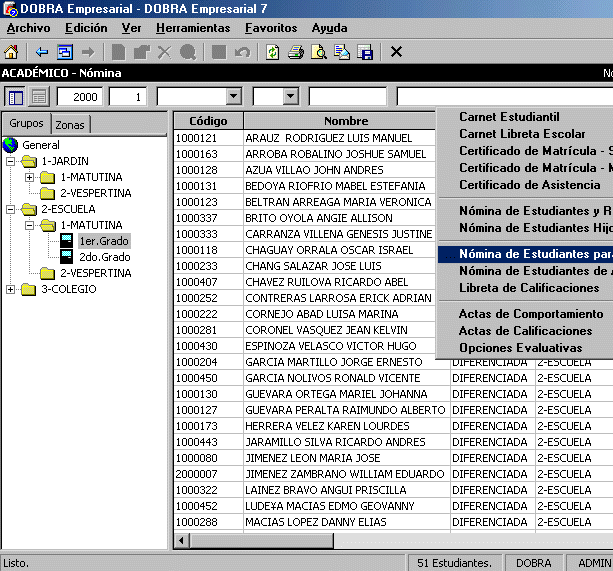 DOBRA Empresarial - DOBRA Empresarial 7
Archivo Edición Ver Herramientas Favoritos Ayuda
ACADÉMICO - Nómina No
2000 1
Grupos Zonas
General
1-JARDIN
1-MATUTINA
2-VESPERTINA
2-ESCUELA
1-MATUTINA
1er.Grado
2do.Grado
2-VESPERTINA
3-COLEGIO
Código Nombre
1000121 ARAUZ RODRIGUEZ LUIS MANUEL
1000163 ARROBA ROBALINO JOSHUE SAMUEL
1000128 AZUA VILLAO JOHN ANDRES
1000131 BEDOYA RIOFRIO MABEL ESTEFANIA
1000123 BELTRAN ARREAGA MARIA VERONICA
1000337 BRITO OYOLA ANGIE ALLISON
1000333 CARRANZA VILLENA GENESIS JUSTINE
1000118 CHAGUAY ORRALA OSCAR ISRAEL
1000233 CHANG SALAZAR JOSE LUIS
1000407 CHAVEZ RUILOVA RICARDO ABEL
1000252 CONTRERAS LARROSA ERICK ADRIAN
1000222 CORNEJO ABAD LUISA MARINA
1000281 CORONEL VASQUEZ JEAN KELVIN
1000430 ESPINOZA VELASCO VICTOR HUGO
1000204 GARCIA MARTILLO JORGE ERNESTO DIFERENCIADA 2-ESCUELA
1000450 GARCIA NOLIVOS RONALD VICENTE DIFERENCIADA 2-ESCUELA
1000130 GUEVARA ORTEGA MARIEL JOHANNA DIFERENCIADA 2-ESCUELA
1000127 GUEVARA PERALTA RAIMUNDO ALBERTO DIFERENCIADA 2-ESCUELA
1000173 HERRERA VELEZ KAREN LOURDES DIFERENCIADA 2-ESCUELA
1000443 JARAMILLO SILVA RICARDO ANDRES DIFERENCIADA 2-ESCUELA
1000080 JIMENEZ LEON MARIA JOSE DIFERENCIADA 2-ESCUELA
2000007 JIMENEZ ZAMBRANO WILLIAM EDUARDO DIFERENCIADA 2-ESCUELA
1000322 LAINEZ BRAVO ANGUI PRISCILLA DIFERENCIADA 2-ESCUELA
1000452 LUDE¥A MACIAS EDMO GEOVANNY DIFERENCIADA 2-ESCUELA
1000288 MACIAS LOPEZ DANNY ELIAS DIFERENCIADA 2-ESCUELA
Carnet Estudiantil
Carnet Libreta Escolar
Certificado de Matrícula - S
Certificado de Matrícula -
Certificado de Asistencia
Nómina de Estudiantes y R
Nómina de Estudiantes Hijo
Nómina de Estudiantes para
Nómina de Estudiantes de A
Libreta de Calificaciones
Actas de Comportamiento
Actas de Calificaciones
Opciones Evaluativas
Listo. 51 Estudiantes. DOBRA ADMIN